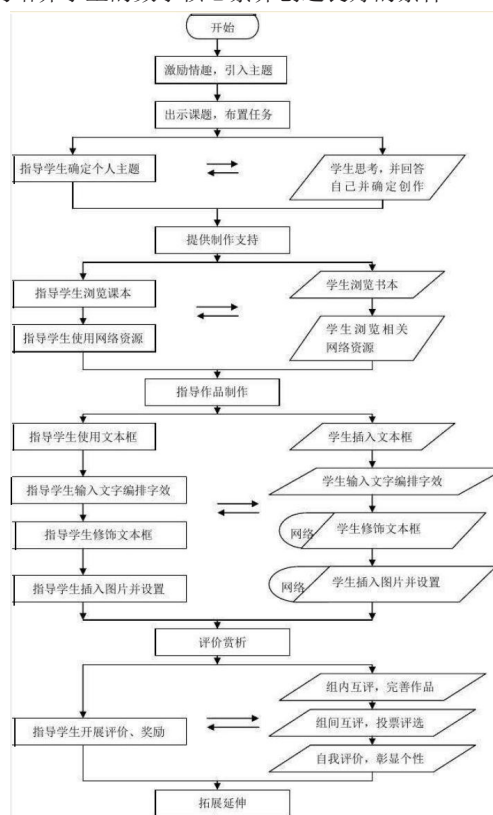 开始
激励情趣，引入主题
出示课题，布置任务
指导学生确定个人主题
学生思考，并回答
自己并确定创作
提供制作支持
指导学生浏览课本
学生浏览书本
指导学生使用网络资源
学生浏览相关
网络资源
指导作品制作
指导学生使用文本框
学生插入文本框
指导学生输入文字编排字效
学生输入文字编排字效
指导学生修饰文本框
网络
学生修饰文本框
指导学生插入图片并设置
网络
学生插入图片并设置
评价赏析
组内互评，完善作品
指导学生开展评价、奖励
组间互评，投票评选
自我评价，彰显个性
拓展延伸